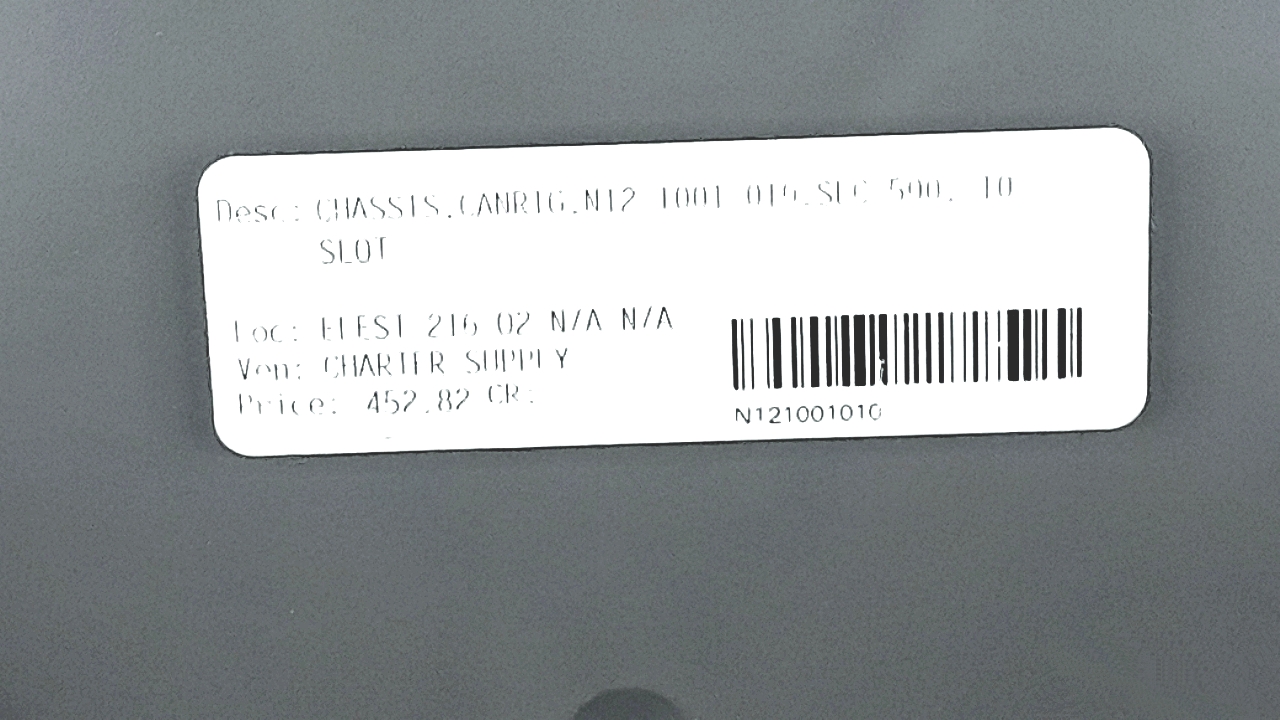 Desc: CHASSIS.CANRIG.N12 1001 010.SLC 500. 10
SLOT
Loc: ELEST 216 02 N/A N/A
Ven: CHARTER SUPPLY
Price: 452.82 CR:
N121001010